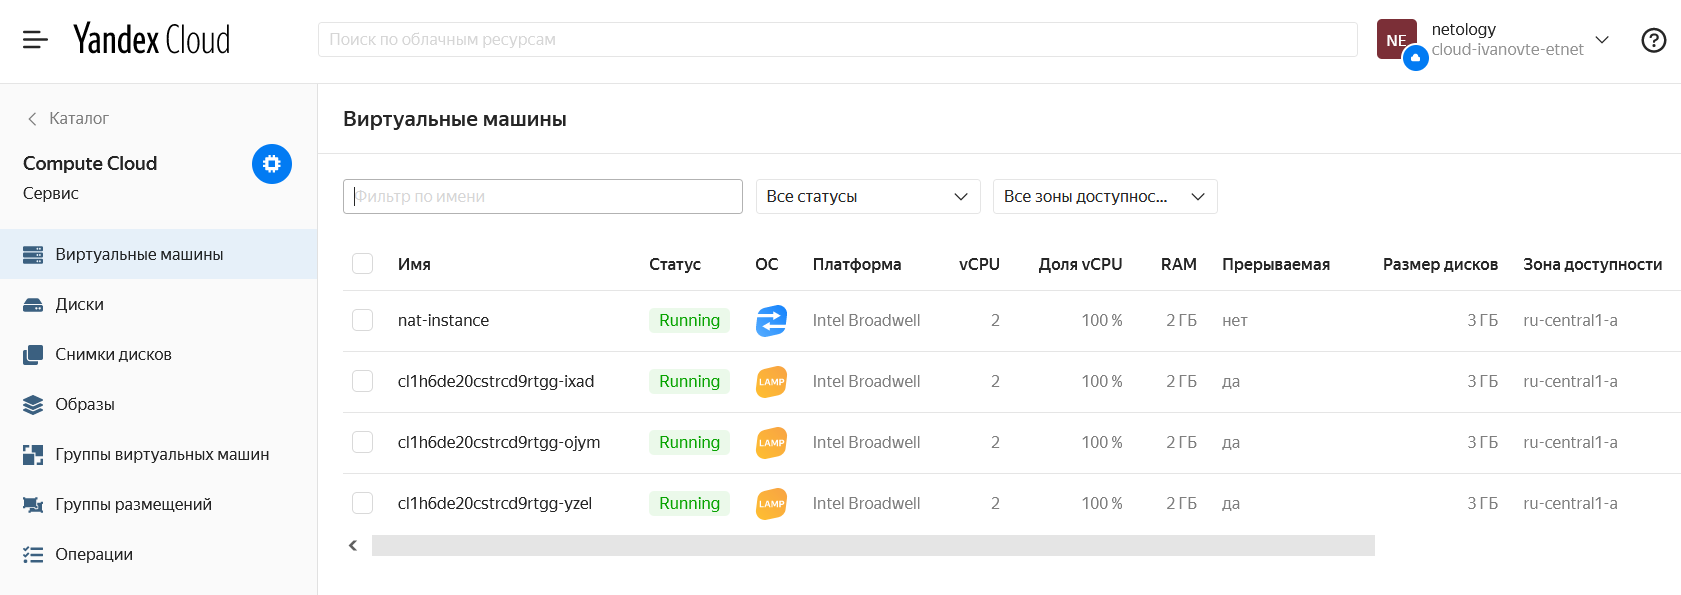 Yandex Cloud
Поиск по облачным ресурсам
NE
netology
cloud-ivanovte-etnet
Каталог
Compute Cloud
Сервис
Виртуальные машины
Диски
Снимки дисков
Образы
Группы виртуальных машин
Группы размещений
Операции
Виртуальные машины
Фильтр по имени
Все статусы
Все зоны доступнос...
Имя Статус ОС Платформа vCPU Доля vCPU RAM Прерываемая Размер дисков Зона доступности
nat-instance Running Intel Broadwell 2 100 % 2 ГБ нет 3 ГБ ru-central1-a
cl1h6de20cstrcd9rtgg-ixad Running LAMP Intel Broadwell 2 100 % 2 ГБ да 3 ГБ ru-central1-a
cl1h6de20cstrcd9rtgg-ojym Running LAMP Intel Broadwell 2 100 % 2 ГБ да 3 ГБ ru-central1-a
cl1h6de20cstrcd9rtgg-yzel Running LAMP Intel Broadwell 2 100 % 2 ГБ да 3 ГБ ru-central1-a